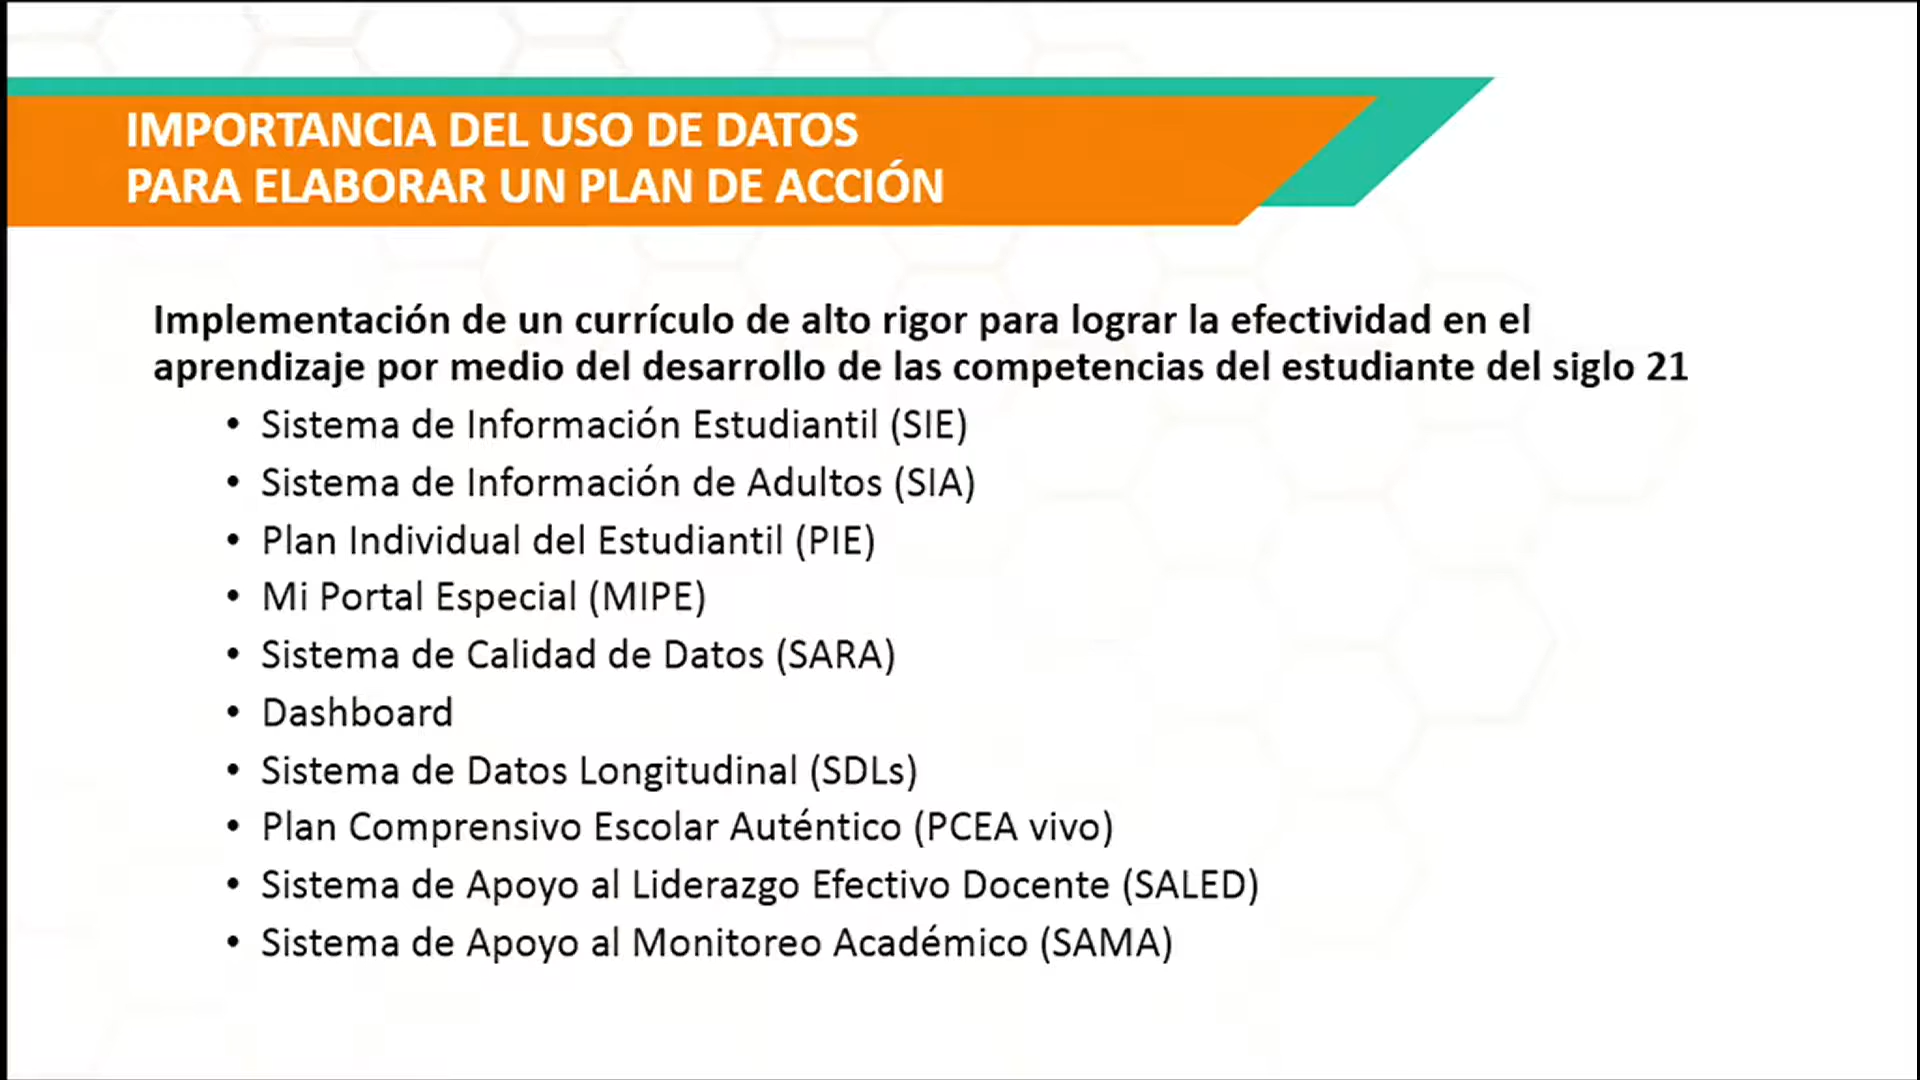 IMPORTANCIA DEL USO DE DATOS
PARA ELABORAR UN PLAN DE ACCIÓN
Implementación de un currículo de alto rigor para lograr la efectividad en el
aprendizaje por medio del desarrollo de las competencias del estudiante del siglo 21
• Sistema de Información Estudiantil (SIE)
• Sistema de Información de Adultos (SIA)
• Plan Individual del Estudiantil (PIE)
• Mi Portal Especial (MIPE)
• Sistema de Calidad de Datos (SARA)
• Dashboard
• Sistema de Datos Longitudinal (SDLs)
• Plan Comprensivo Escolar Auténtico (PCEA vivo)
• Sistema de Apoyo al Liderazgo Efectivo Docente (SALED)
• Sistema de Apoyo al Monitoreo Académico (SAMA)